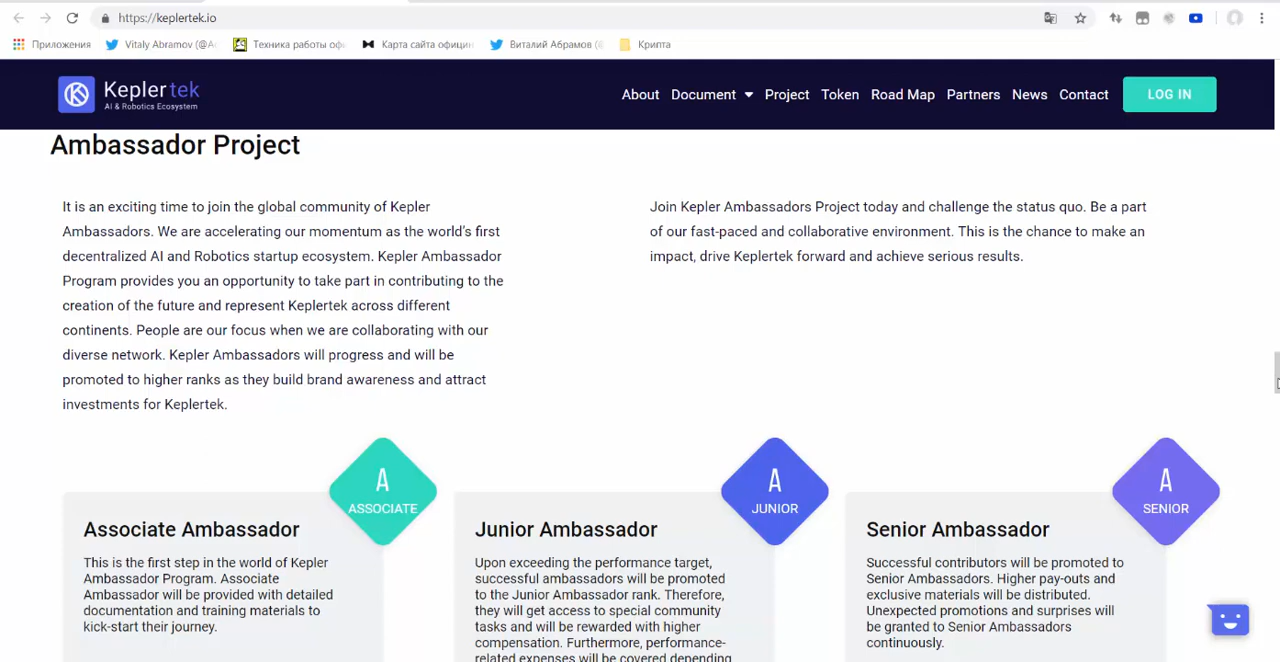 https://keplertek.io
Приложения
Vitaly Abramov (@A
Техника работы
Карта сайта официн
Виталий Абрамов (@
Крипта
Kepler tek
AI & Robotics Ecosystem
About
Document
Project
Token
Road Map
Partners
News
Contact
LOG IN
Ambassador Project
It is an exciting time to join the global community of Kepler
Ambassadors. We are accelerating our momentum as the world’s first
decentralized AI and Robotics startup ecosystem. Kepler Ambassador
Program provides you an opportunity to take part in contributing to the
creation of the future and represent Keplertek across different
continents. People are our focus when we are collaborating with our
diverse network. Kepler Ambassadors will progress and will be
promoted to higher ranks as they build brand awareness and attract
investments for Keplertek.
Join Kepler Ambassadors Project today and challenge the status quo. Be a part
of our fast-paced and collaborative environment. This is the chance to make an
impact, drive Keplertek forward and achieve serious results.
A
ASSOCIATE
Associate Ambassador
This is the first step in the world of Kepler
Ambassador Program. Associate
Ambassador will be provided with detailed
documentation and training materials to
kick-start their journey.
A
JUNIOR
Junior Ambassador
Upon exceeding the performance target,
successful ambassadors will be promoted
to the Junior Ambassador rank. Therefore,
they will get access to special community
tasks and will be rewarded with higher
compensation. Furthermore, performance-
related expenses will be covered depending
A
SENIOR
Senior Ambassador
Successful contributors will be promoted to
Senior Ambassadors. Higher pay-outs and
exclusive materials will be distributed.
Unexpected promotions and surprises will
be granted to Senior Ambassadors
continuously.